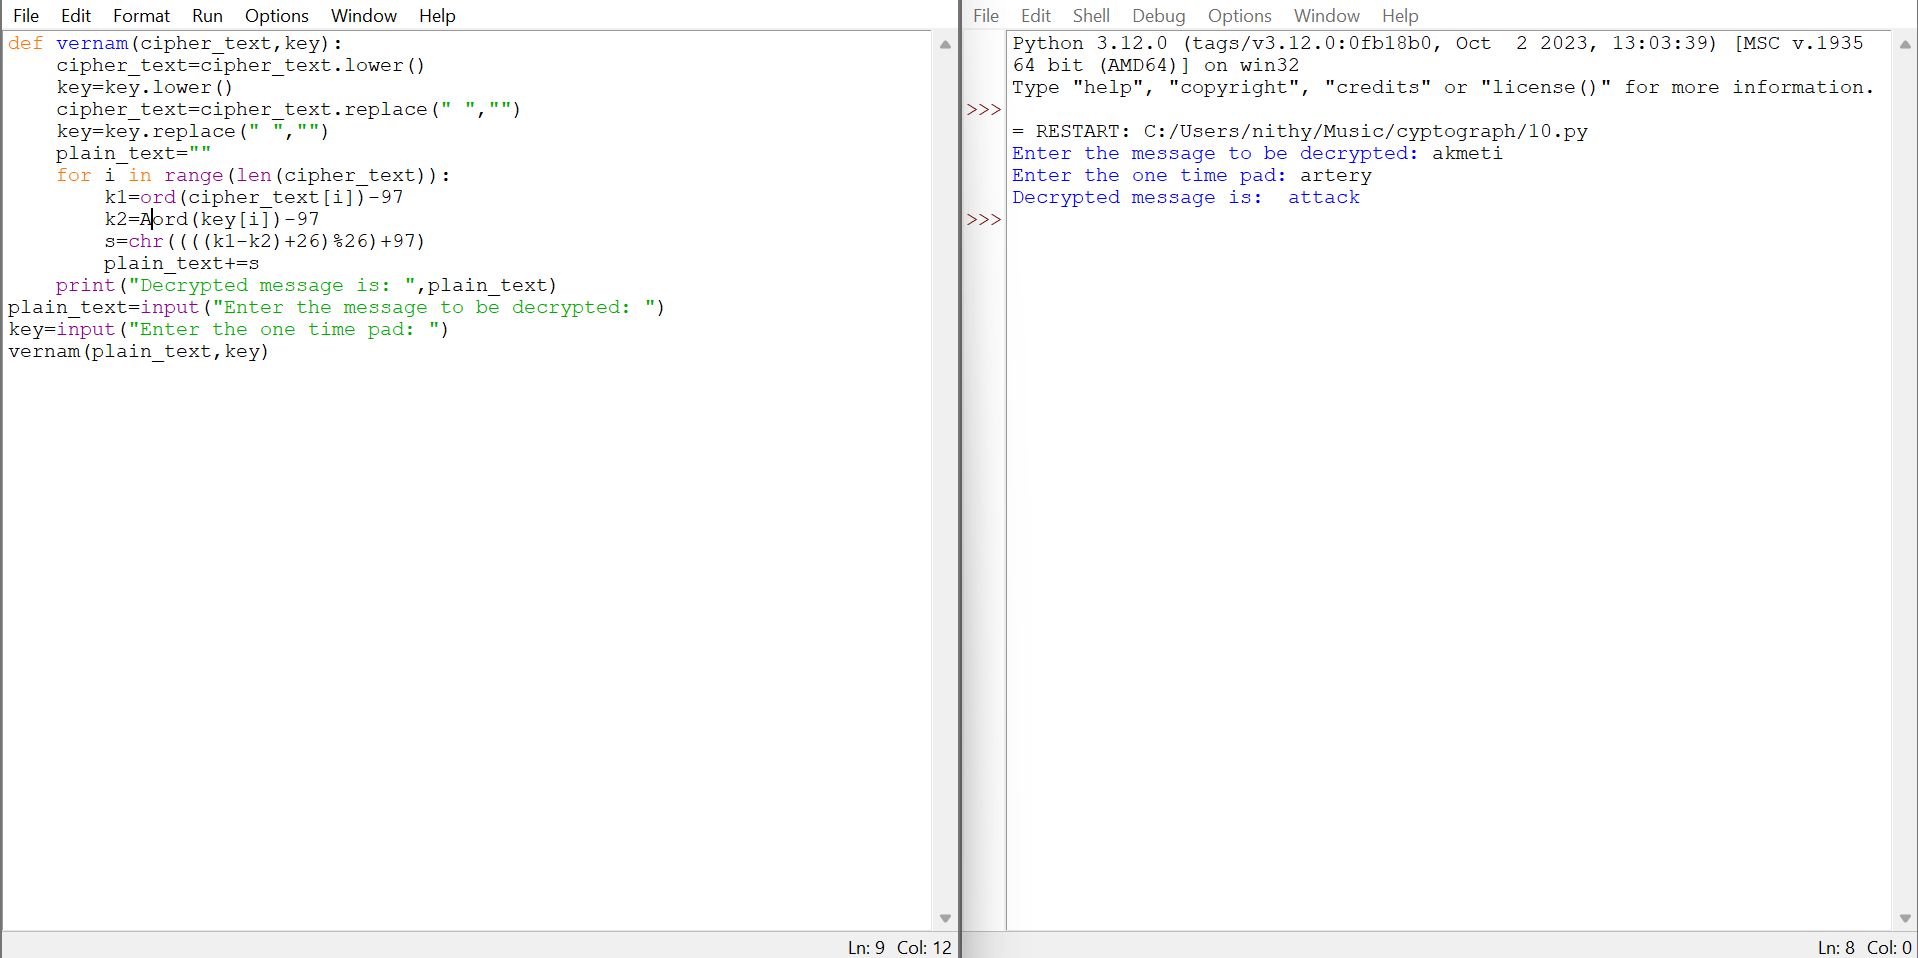 File Edit Format Run Options Window Help
def vernam(cipher_text,key):
    cipher_text=cipher_text.lower()
    key=key.lower()
    cipher_text=cipher_text.replace(" ","")
    key=key.replace(" ","")
    plain_text=""
    for i in range(len(cipher_text)):
        k1=ord(cipher_text[i])-97
        k2=Aord(key[i])-97
        s=chr((((k1-k2)+26)%26)+97)
        plain_text+=s
    print("Decrypted message is: ",plain_text)
plain_text=input("Enter the message to be decrypted: ")
key=input("Enter the one time pad: ")
vernam(plain_text,key)
Ln: 9 Col: 12
File Edit Shell Debug Options Window Help
Python 3.12.0 (tags/v3.12.0:0fb18b0, Oct  2 2023, 13:03:39) [MSC v.1935
64 bit (AMD64)] on win32
Type "help", "copyright", "credits" or "license()" for more information.
>>>
= RESTART: C:/Users/nithy/Music/cyptograph/10.py
Enter the message to be decrypted: akmeti
Enter the one time pad: artery
Decrypted message is:  attack
>>>
Ln: 8 Col: 0